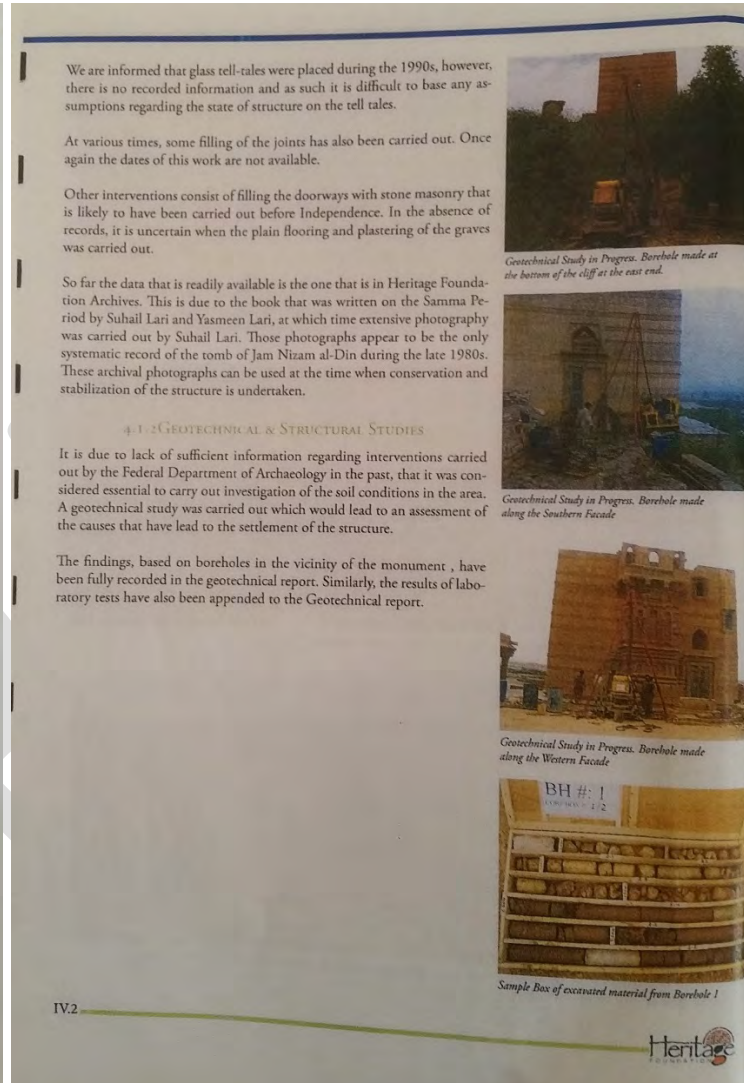 We are informed that glass tell-tales were placed during the 1990s, however,
there is no recorded information and as such it is difficult to base any as-
sumptions regarding the state of structure on the tell tales.
At various times, some filling of the joints has also been carried out. Once
again the dates of this work are not available.
Other interventions consist of filling the doorways with stone masonry that
is likely to have been carried out before Independence. In the absence of
records, it is uncertain when the plain flooring and plastering of the graves
was carried out.
So far the data that is readily available is the one that is in Heritage Founda-
tion Archives. This is due to the book that was written on the Samma Pe-
riod by Suhail Lari and Yasmeen Lari, at which time extensive photography
was carried out by Suhail Lari. Those photographs appear to be the only
systematic record of the tomb of Jam Nizam al-Din during the late 1980s.
These archival photographs can be used at the time when conservation and
stabilization of the structure is undertaken.
4.1.2 GEOTECHNICAL & STRUCTURAL STUDIES
It is due to lack of sufficient information regarding interventions carried
out by the Federal Department of Archaeology in the past, that it was con-
sidered essential to carry out investigation of the soil conditions in the area.
A geotechnical study was carried out which would lead to an assessment of
the causes that have lead to the settlement of the structure.
The findings, based on boreholes in the vicinity of the monument , have
been fully recorded in the geotechnical report. Similarly, the results of labo-
ratory tests have also been appended to the Geotechnical report.
Geotechnical Study in Progress. Borehole made at
the bottom of the cliff at the east end.
Geotechnical Study in Progress. Borehole made
along the Southern Facade
Geotechnical Study in Progress. Borehole made
along the Western Facade
BH #: 1
Sample Box of excavated material from Borehole 1
IV.2
Heritage
FOUNDATION